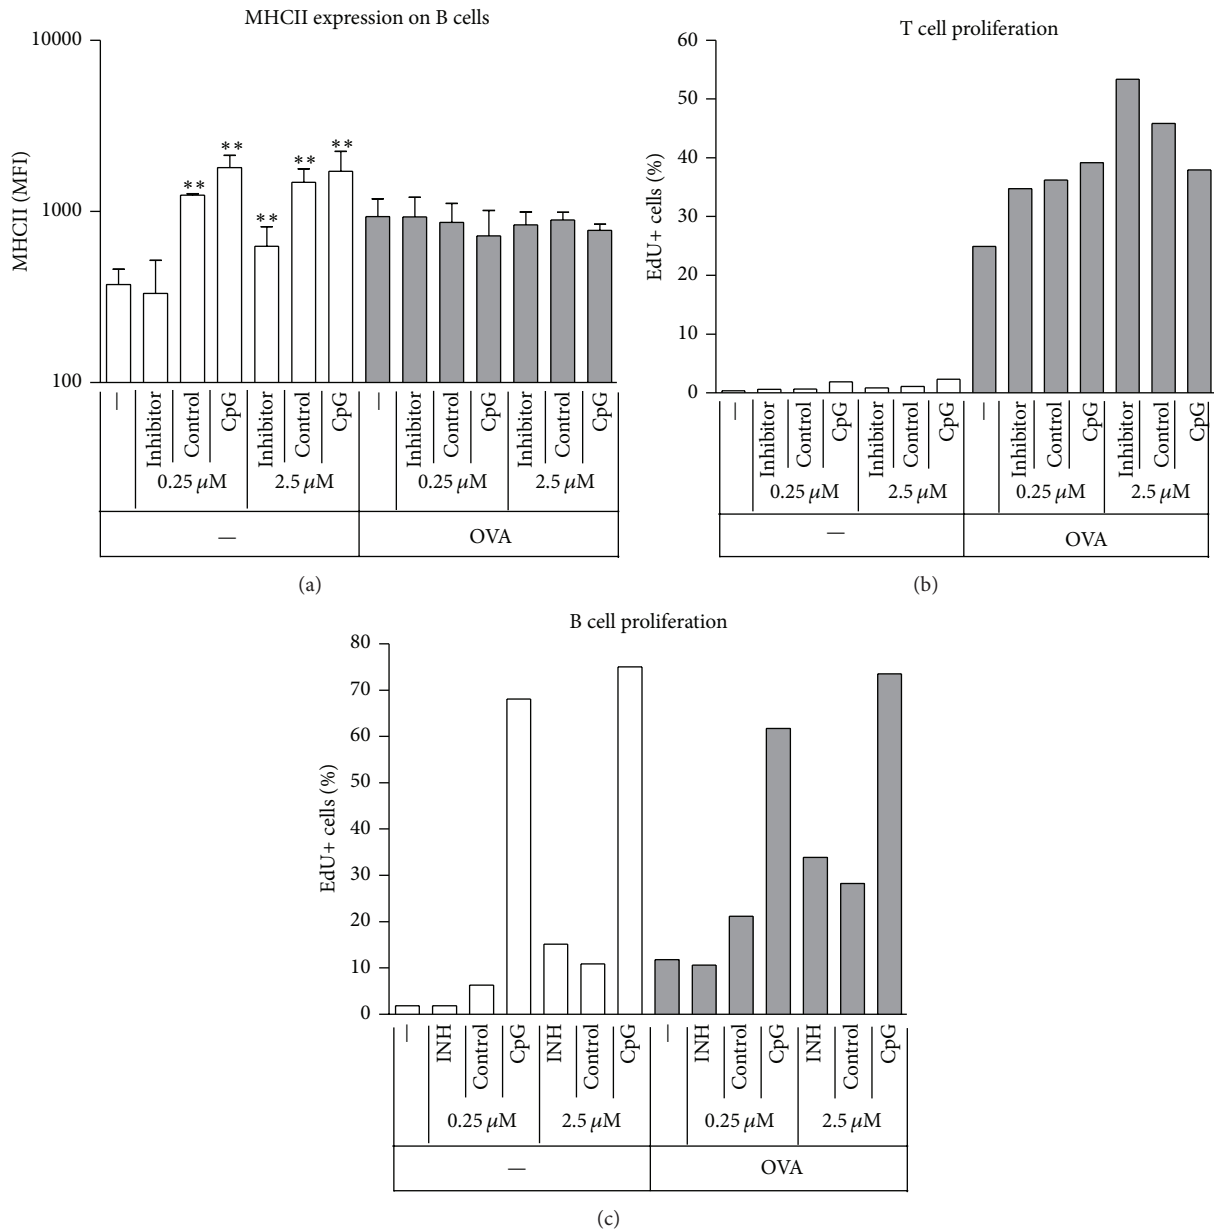 MHCII expression on B cells
10000
1000
100
MHCII (MFI)
** ** ** ** **
— Inhibitor Control CpG Inhibitor Control CpG — Inhibitor Control CpG Inhibitor Control CpG
0.25 µM 2.5 µM 0.25 µM 2.5 µM
— OVA
(a)
T cell proliferation
60
50
40
30
20
10
0
EdU+ cells (%)
— Inhibitor Control CpG Inhibitor Control CpG — Inhibitor Control CpG Inhibitor Control CpG
0.25 µM 2.5 µM 0.25 µM 2.5 µM
— OVA
(b)
B cell proliferation
80
70
60
50
40
30
20
10
0
EdU+ cells (%)
— INH Control CpG INH Control CpG — INH Control CpG INH Control CpG
0.25 µM 2.5 µM 0.25 µM 2.5 µM
— OVA
(c)